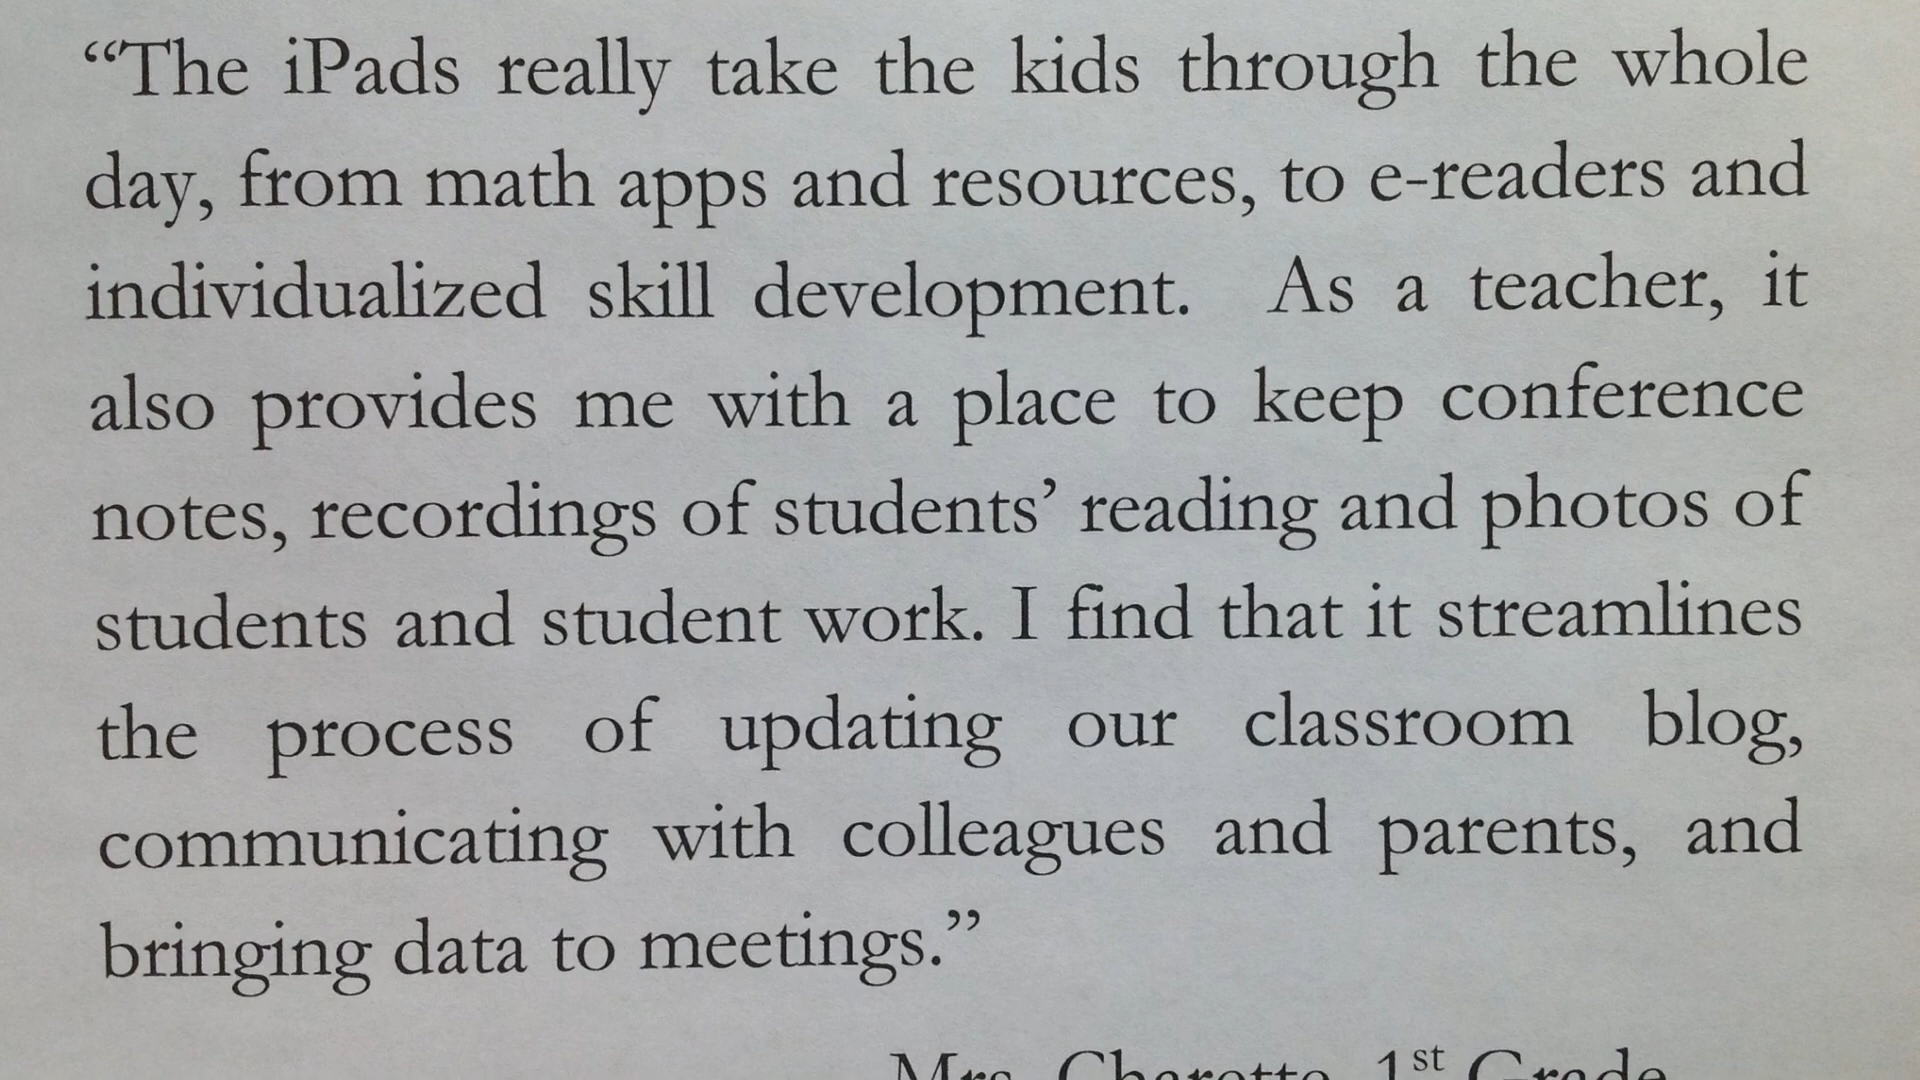 “The iPads really take the kids through the whole
day, from math apps and resources, to e-readers and
individualized skill development.  As a teacher, it
also provides me with a place to keep conference
notes, recordings of students’ reading and photos of
students and student work. I find that it streamlines
the process of updating our classroom blog,
communicating with colleagues and parents, and
bringing data to meetings.”
Mrs. 1st Grade